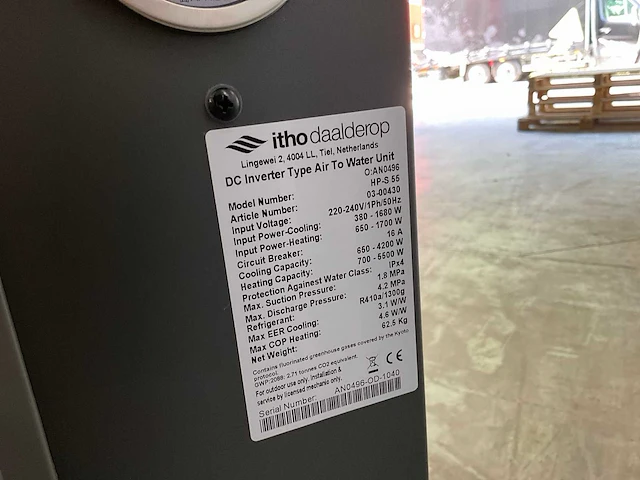 itho daalderop
Lingewei 2, 4004 LL, Tiel, Netherlands
DC Inverter Type Air To Water Unit
O:AN0496
Model Number: HP-S 55
Article Number: 03-00430
Input Voltage: 220-240V/1Ph/50Hz
Input Power-Cooling: 380 - 1680 W
Input Power-Heating: 650 - 1700 W
Circuit Breaker: 16 A
Cooling Capacity: 650 - 4200 W
Heating Capacity: 700 - 5500 W
Protection Againest Water Class: IPx4
Max. Suction Pressure: 1.8 MPa
Max. Discharge Pressure: 4.2 MPa
Refrigerant: R410a/1300g
Max EER Cooling: 3.1 W/W
Max COP Heating: 4.6 W/W
Net Weight: 62.5 Kg
Contains fluorinated greenhouse gases covered by the Kyoto
protocol.
GWP:2088: 2.71 tonnes CO2 equivalent.
For outdoor use only. Installation &
service by licensed mechanic only.
CE
Serial Number: AN0496-OD-1040